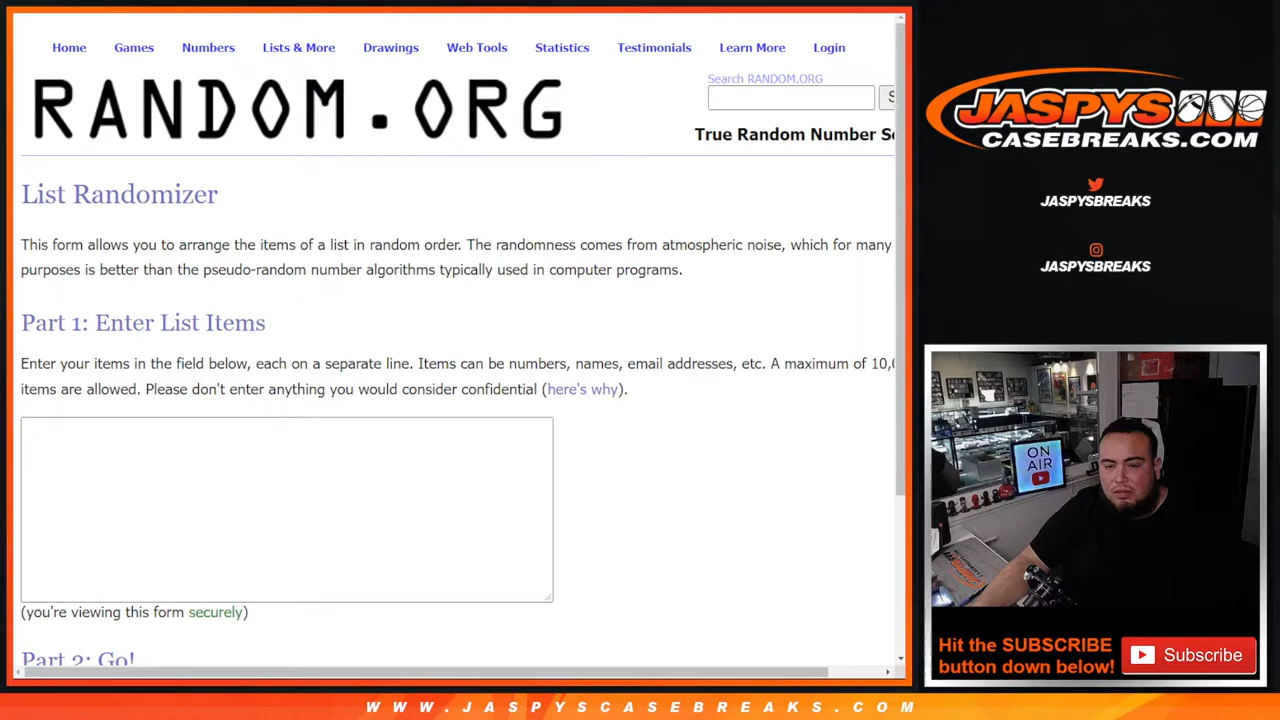 Home Games Numbers Lists & More Drawings Web Tools Statistics Testimonials Learn More Login
RANDOM.ORG
Search RANDOM.ORG
True Random Number
List Randomizer
This form allows you to arrange the items of a list in random order. The randomness comes from atmospheric noise, which for many
purposes is better than the pseudo-random number algorithms typically used in computer programs.
Part 1: Enter List Items
Enter your items in the field below, each on a separate line. Items can be numbers, names, email addresses, etc. A maximum of 10,
items are allowed. Please don't enter anything you would consider confidential (here's why).
(you're viewing this form securely)
Part 2: Go!
JASPYS
CASEBREAKS.COM
JASPYSBREAKS
JASPYSBREAKS
ON
AIR
Hit the SUBSCRIBE
button down below!
Subscribe
WWW.JASPYSCASEBREAKS.COM